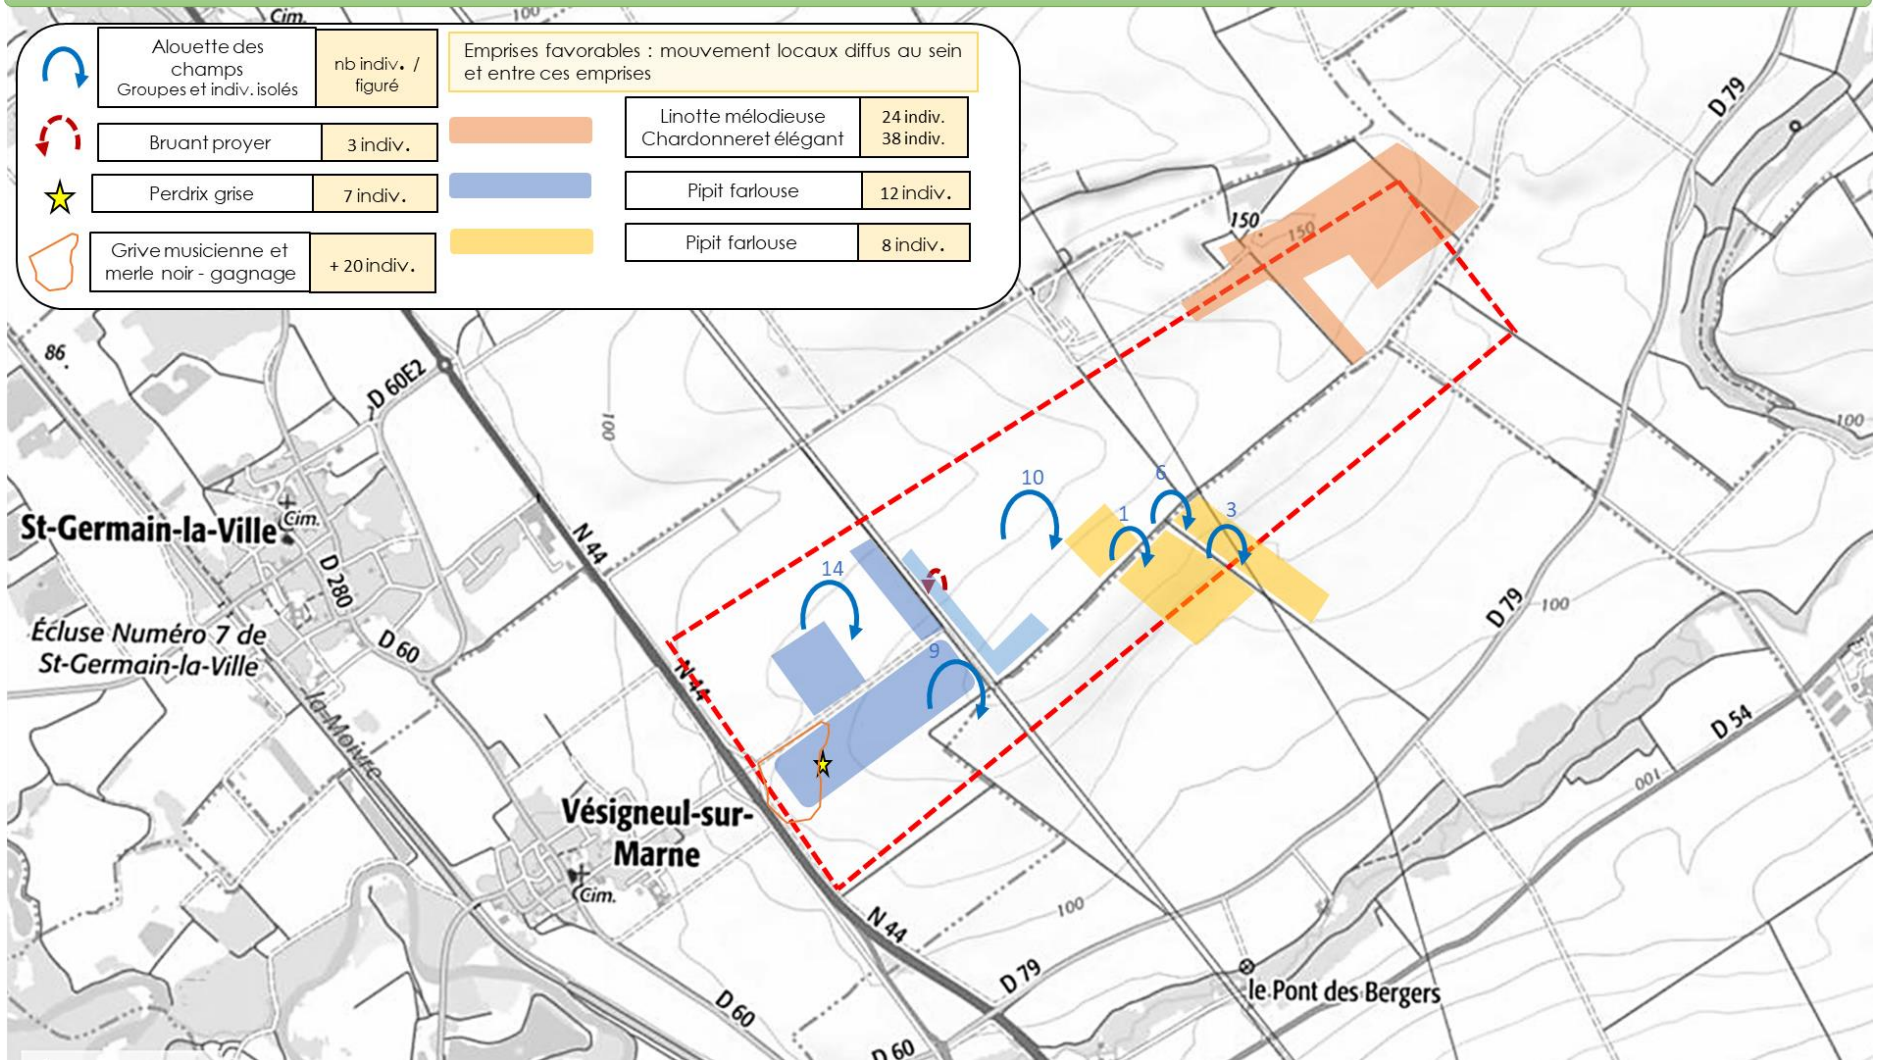 Cim.
100
Alouette des
champs
Groupes et indiv. isolés
nb indiv. /
figuré
Emprises favorables : mouvement locaux diffus au sein
et entre ces emprises
Bruant proyer
3 indiv.
Linotte mélodieuse
Chardonneret élégant
24 indiv.
38 indiv.
Perdrix grise
7 indiv.
Pipit farlouse
12 indiv.
Grive musicienne et
merle noir - gagnage
+ 20 indiv.
Pipit farlouse
8 indiv.
D 79
150
150
86
D 60E2
100
100
St-Germain-la-Ville
Cim.
N 44
D 280
10
6
1
3
14
9
D 79
100
Écluse Numéro 7 de
St-Germain-la-Ville
D 60
N 44
la Moivre
D 54
001
Vésigneul-sur-
Marne
Cim.
100
N 44
D 79
le Pont des Bergers
D 60
D 60